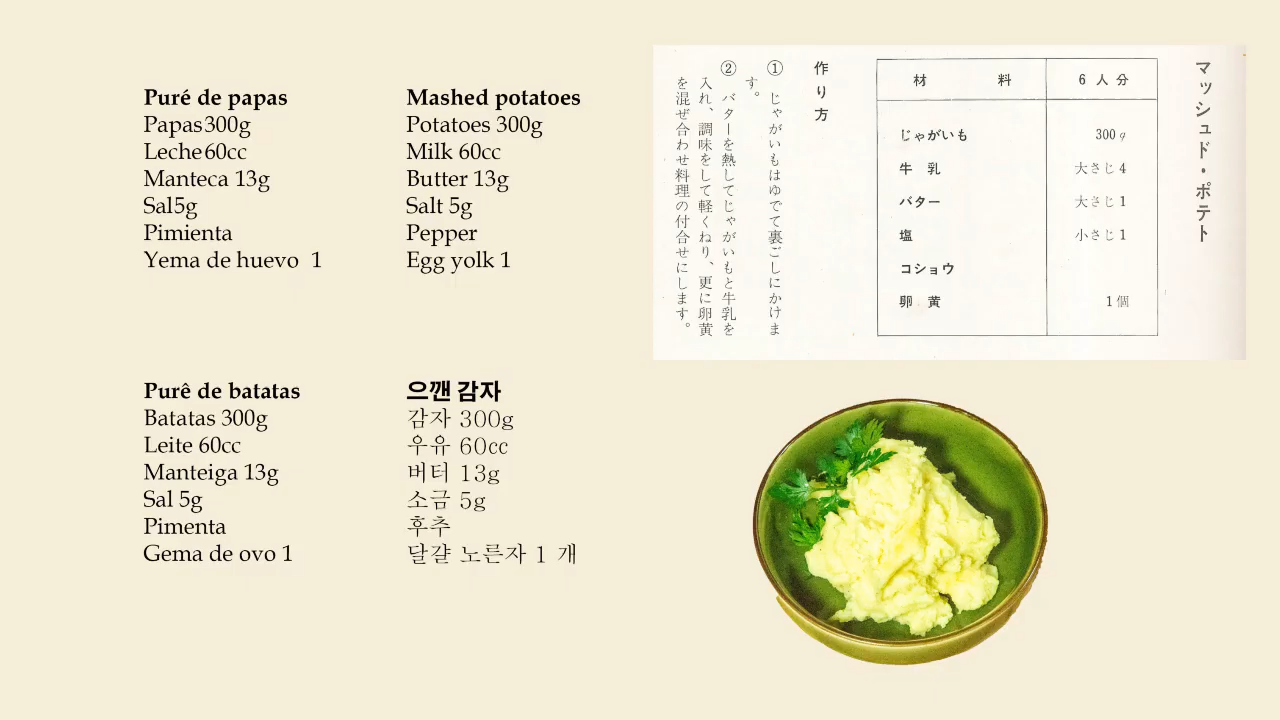 Puré de papas
Papas300g
Leche60cc
Manteca 13g
Sal5g
Pimienta
Yema de huevo 1
Mashed potatoes
Potatoes 300g
Milk 60cc
Butter 13g
Salt 5g
Pepper
Egg yolk 1
マッシュド・ポテト
材 料 6人分
じゃがいも 300g
牛 乳 大さじ4
バター 大さじ1
塩 小さじ1
コショウ
卵 黄 1個
作り方
① じゃがいもはゆでて裏ごしにかけま
す。
② バターを熱してじゃがいもと牛乳を
入れ、調味をして軽くねり、更に卵黄
を混ぜ合わせ料理の付合せにします。
Purê de batatas
Batatas 300g
Leite 60cc
Manteiga 13g
Sal 5g
Pimenta
Gema de ovo 1
으깬 감자
감자 300g
우유 60cc
버터 13g
소금 5g
후추
달걀 노른자 1 개